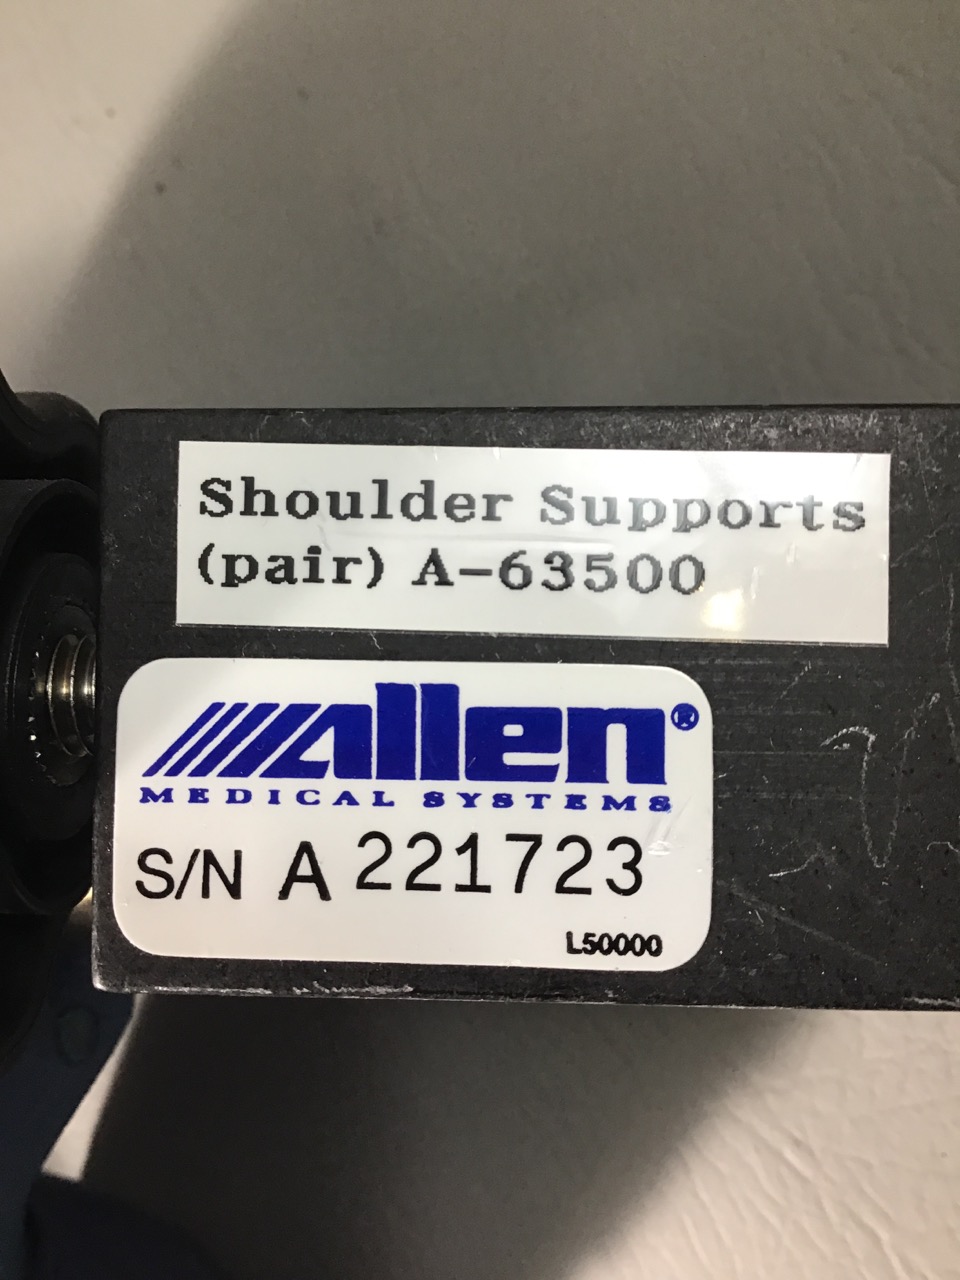 Shoulder Supports
(pair) A-63500
Allen®
MEDICAL SYSTEMS
S/N A 221723
L50000